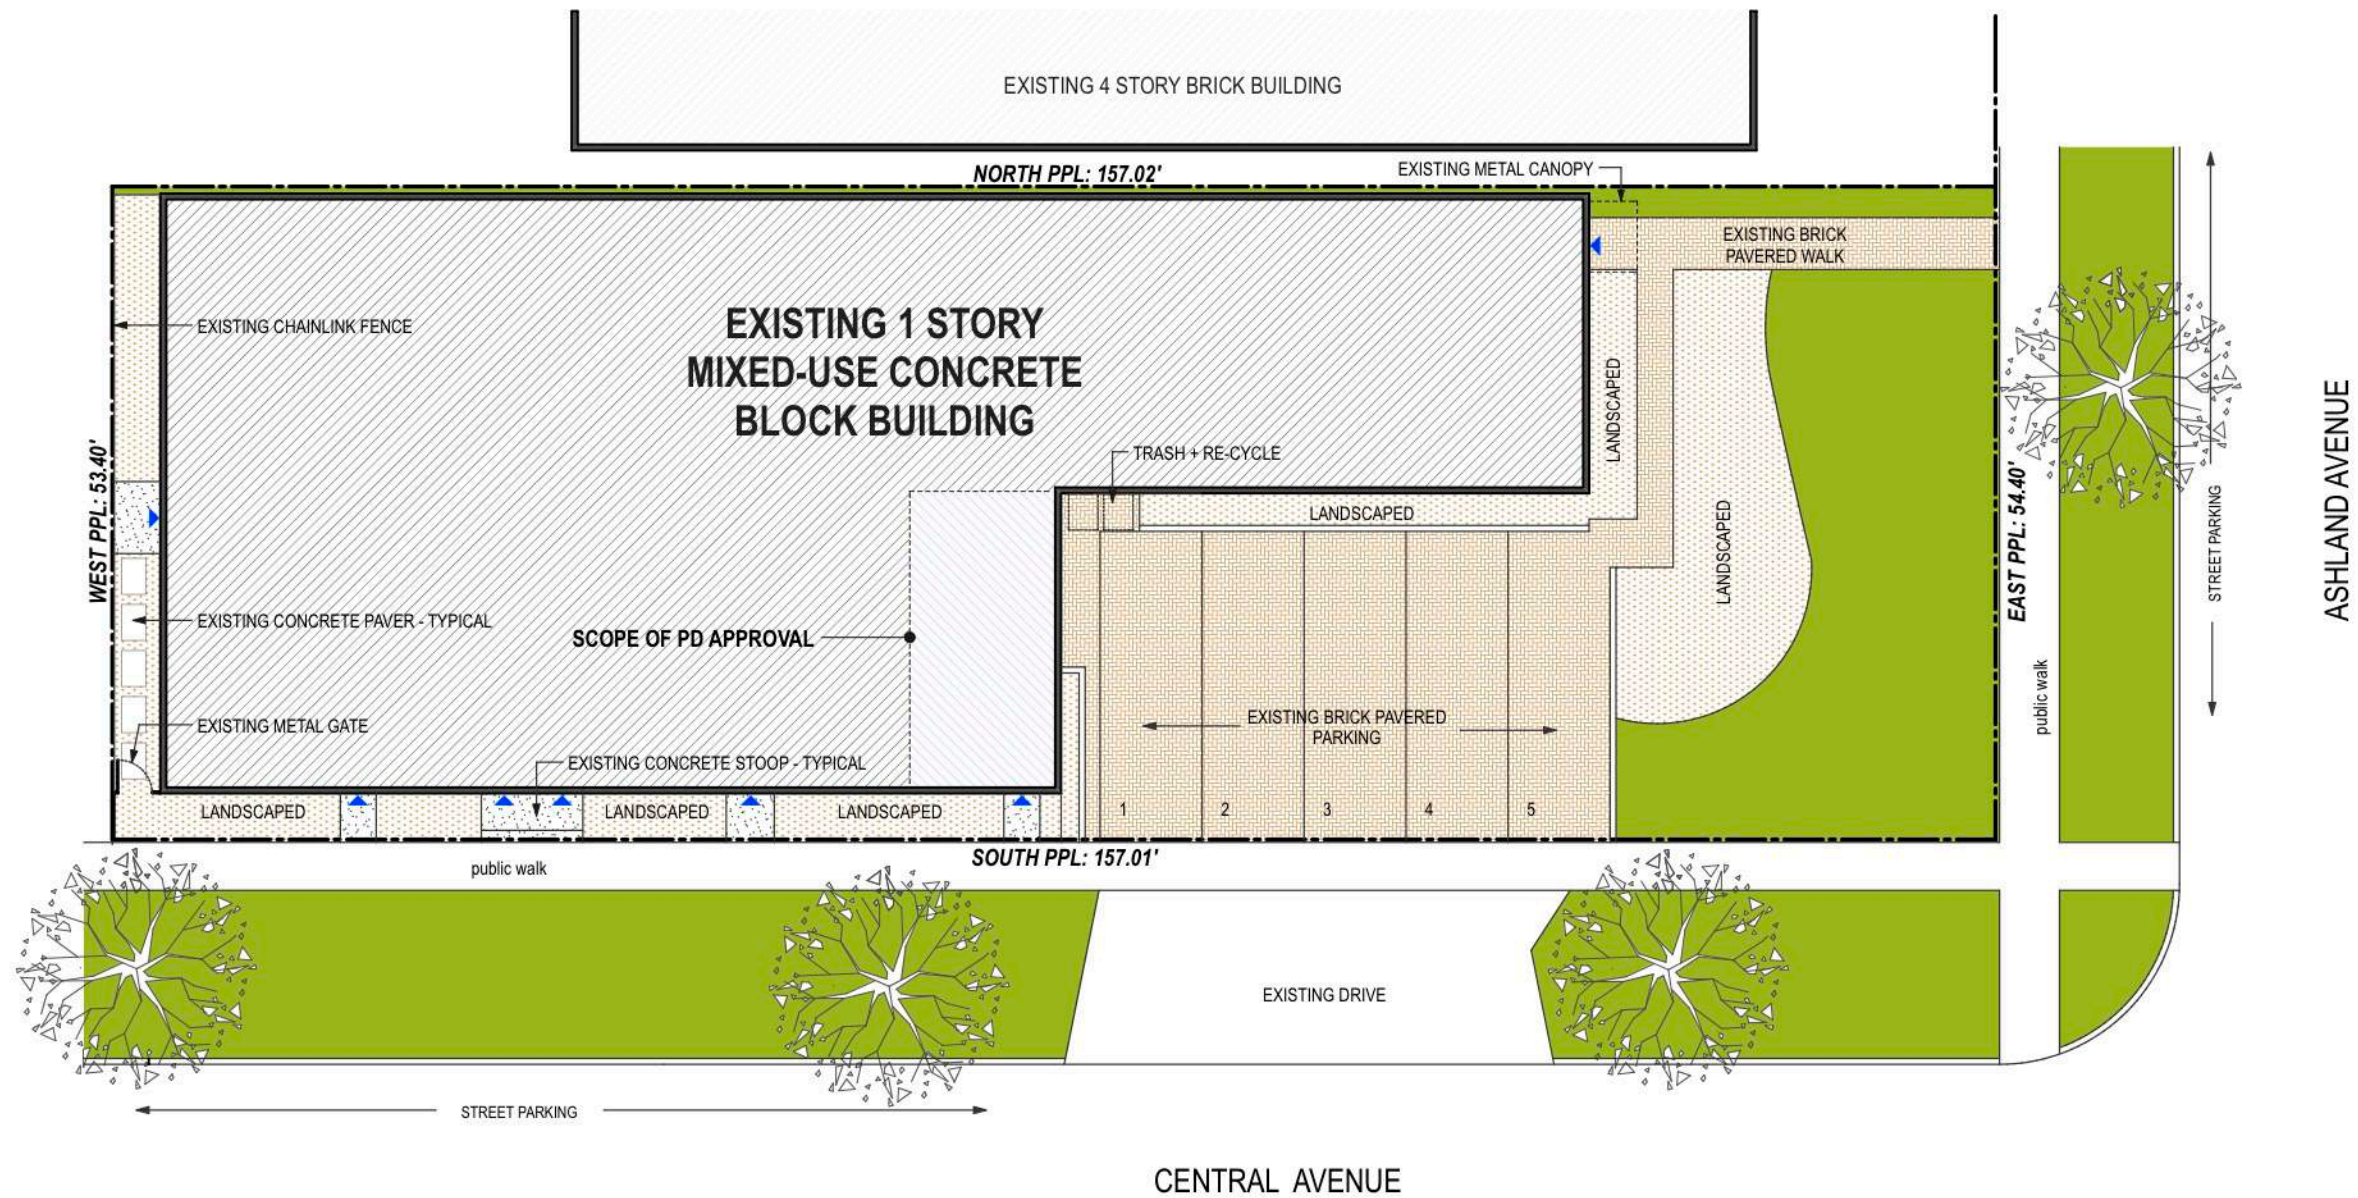 EXISTING 4 STORY BRICK BUILDING
NORTH PPL: 157.02'
EXISTING METAL CANOPY
EXISTING BRICK
PAVERED WALK
EXISTING CHAINLINK FENCE
EXISTING 1 STORY
MIXED-USE CONCRETE
BLOCK BUILDING
LANDSCAPED
TRASH + RE-CYCLE
LANDSCAPED
LANDSCAPED
WEST PPL: 53.40'
EAST PPL: 54.40'
STREET PARKING
ASHLAND AVENUE
EXISTING CONCRETE PAVER - TYPICAL
SCOPE OF PD APPROVAL
public walk
EXISTING METAL GATE
EXISTING BRICK PAVERED
PARKING
EXISTING CONCRETE STOOP - TYPICAL
LANDSCAPED
LANDSCAPED
LANDSCAPED
1
2
3
4
5
SOUTH PPL: 157.01'
public walk
EXISTING DRIVE
STREET PARKING
CENTRAL AVENUE